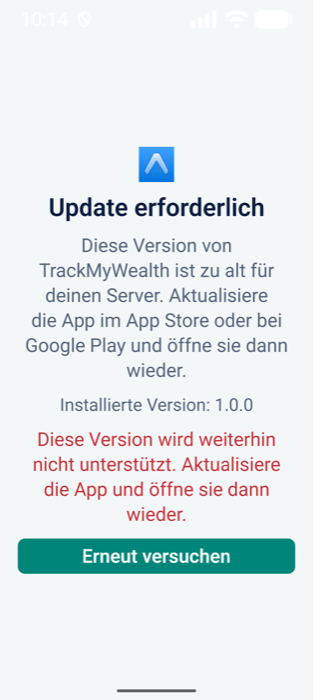 10:14
Update erforderlich
Diese Version von
TrackMyWealth ist zu alt für
deinen Server. Aktualisiere
die App im App Store oder bei
Google Play und öffne sie dann
wieder.
Installierte Version: 1.0.0
Diese Version wird weiterhin
nicht unterstützt. Aktualisiere
die App und öffne sie dann
wieder.
Erneut versuchen